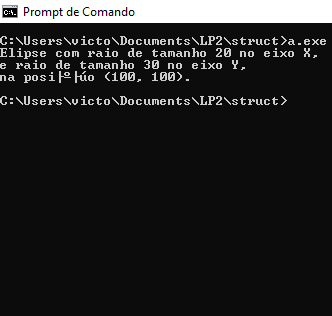 Prompt de Comando
C:\Users\victo\Documents\LP2\struct>a.exe
Elipse com raio de tamanho 20 no eixo X,
e raio de tamanho 30 no eixo Y,
na posi├º├úo (100, 100).
C:\Users\victo\Documents\LP2\struct>